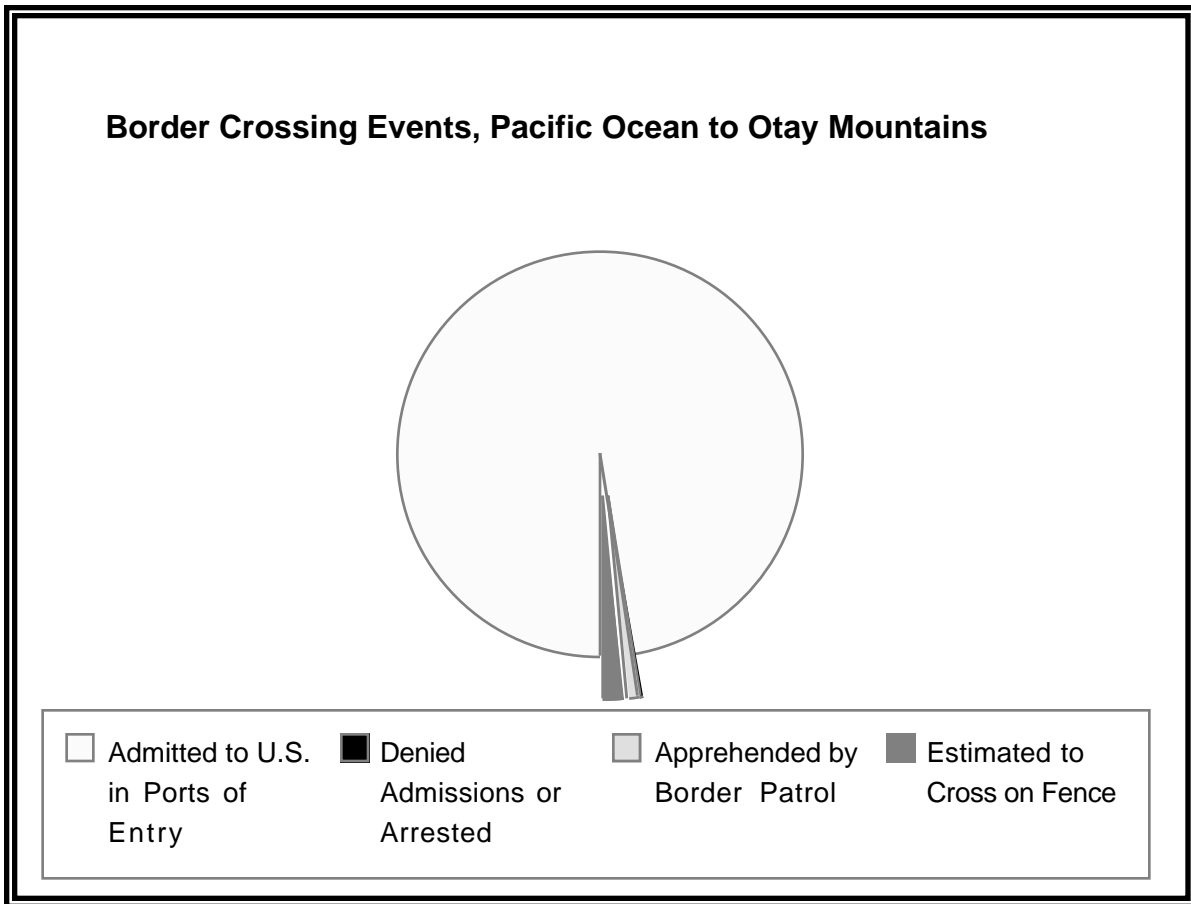 Border Crossing Events, Pacific Ocean to Otay Mountains
Admitted to U.S.
in Ports of
Entry
Denied
Admissions or
Arrested
Apprehended by
Border Patrol
Estimated to
Cross on Fence